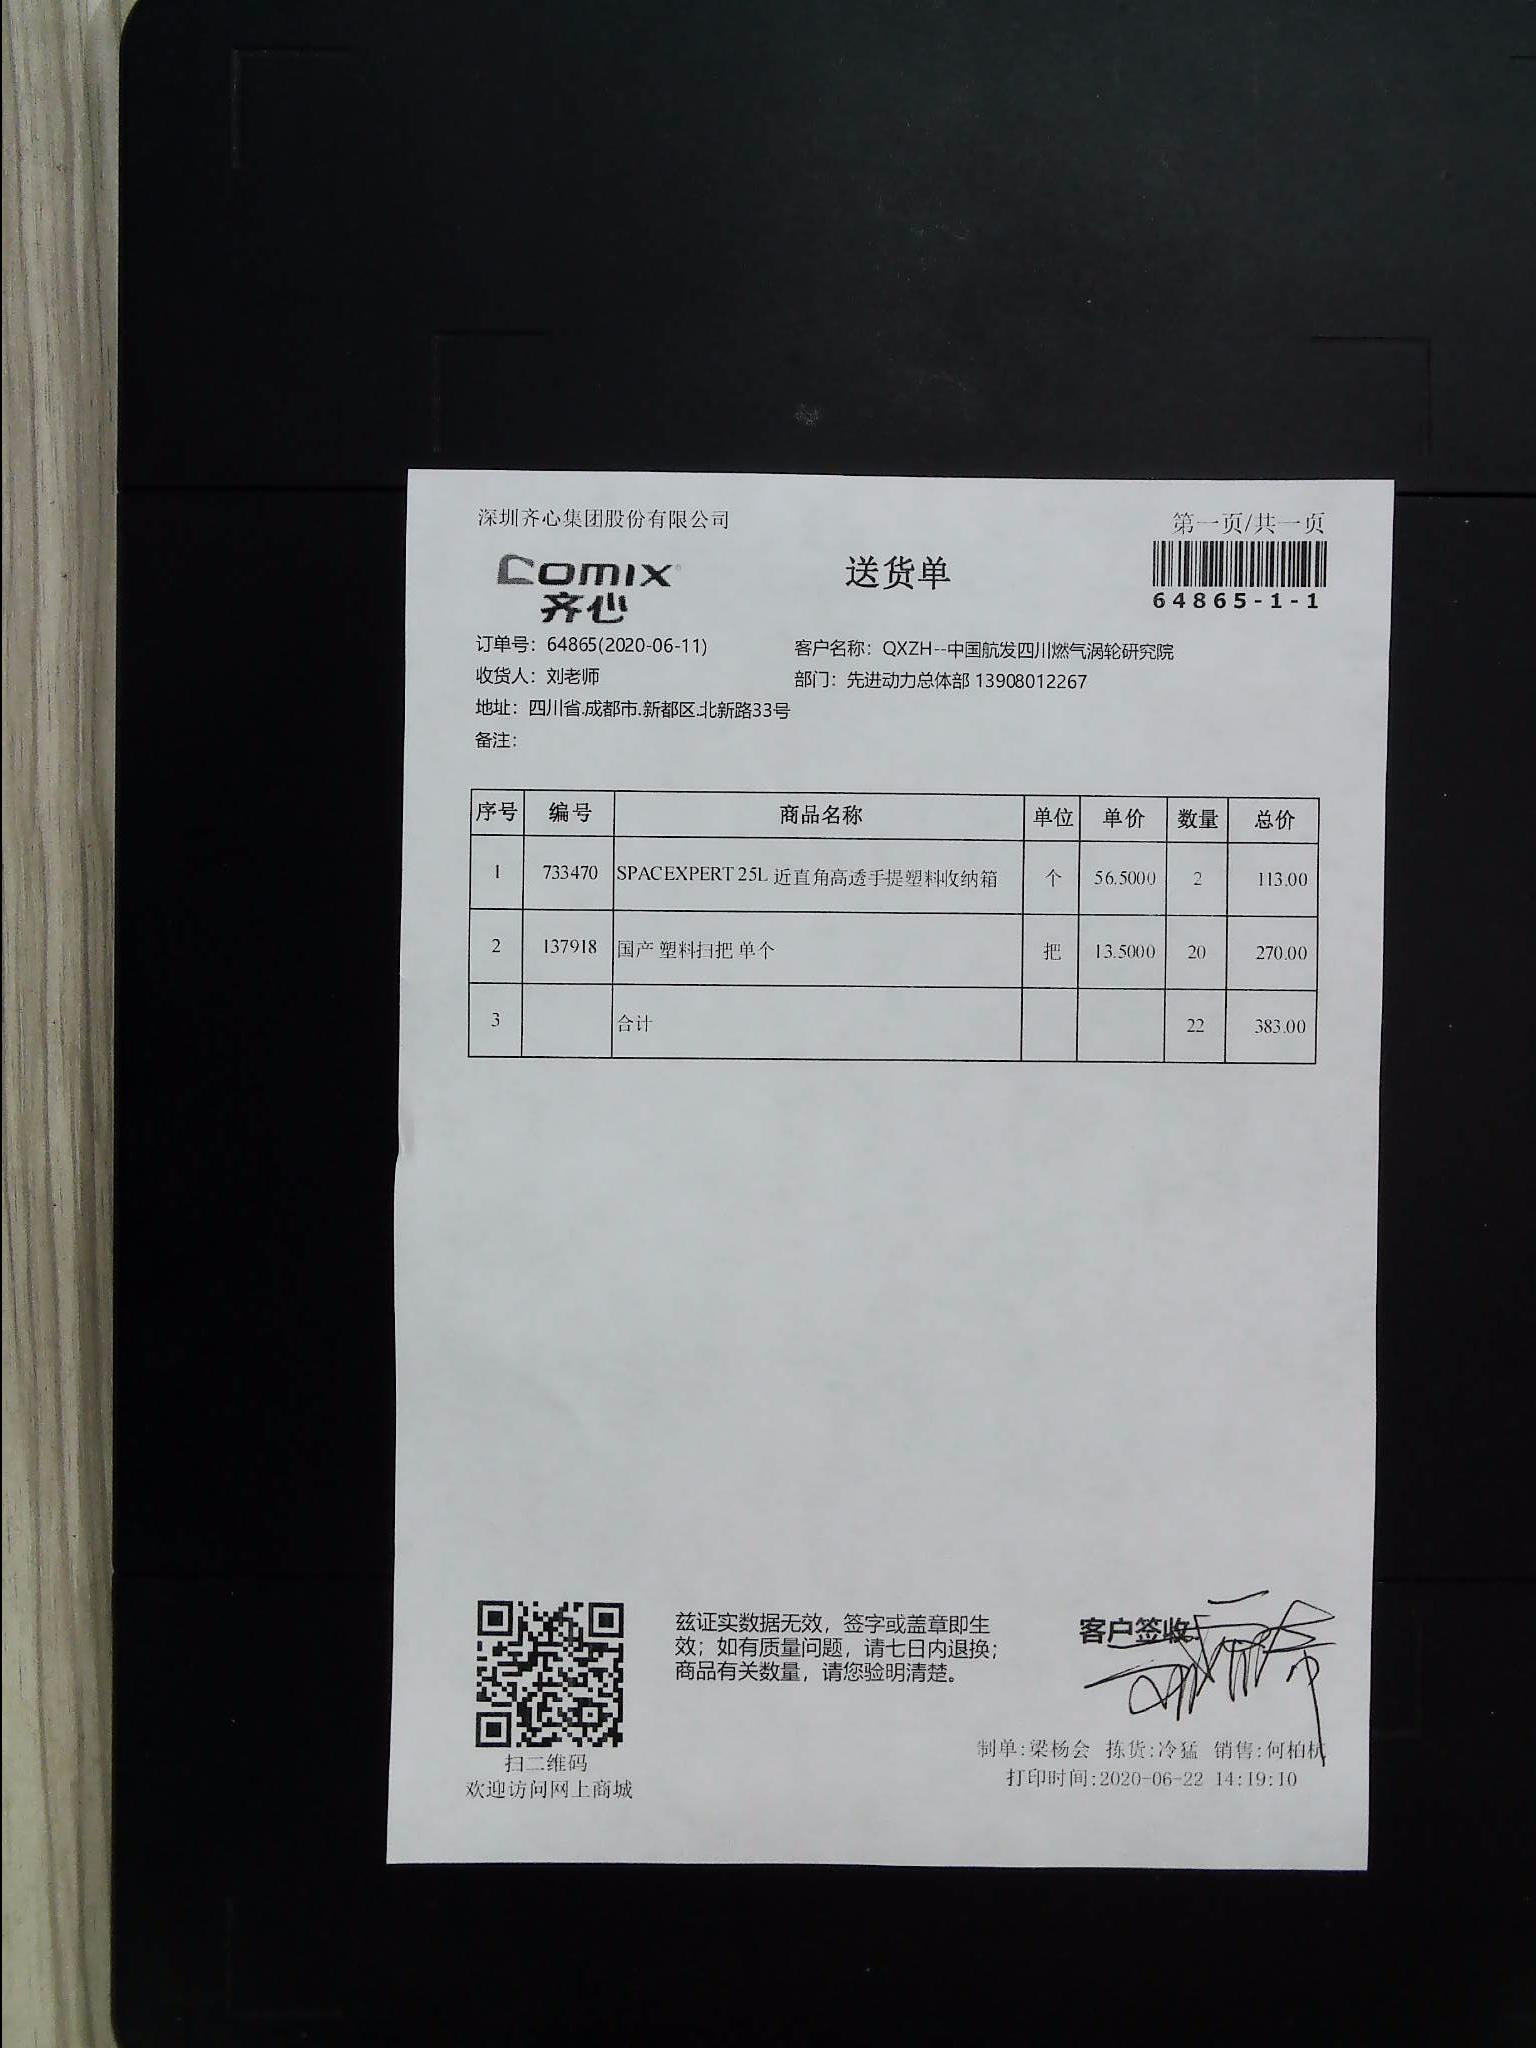 深圳齐心集团股份有限公司
第一页/共一页
Comix
齐心
送货单
64865-1-1
订单号：64865(2020-06-11)
客户名称：QXZH--中国航发四川燃气涡轮研究院
收货人：刘老师
部门：先进动力总体部 13908012267
地址：四川省.成都市.新都区.北新路33号
备注：
序号 编号 商品名称 单位 单价 数量 总价
1 733470 SPACEXPERT 25L 近直角高透手提塑料收纳箱 个 56.5000 2 113.00
2 137918 国产 塑料扫把 单个 把 13.5000 20 270.00
3 合计 22 383.00
兹证实数据无效，签字或盖章即生
效；如有质量问题，请七日内退换；
商品有关数量，请您验明清楚。
客户签收:
扫二维码
欢迎访问网上商城
制单:梁杨会 拣货:冷猛 销售:何柏杭
打印时间:2020-06-22 14:19:10